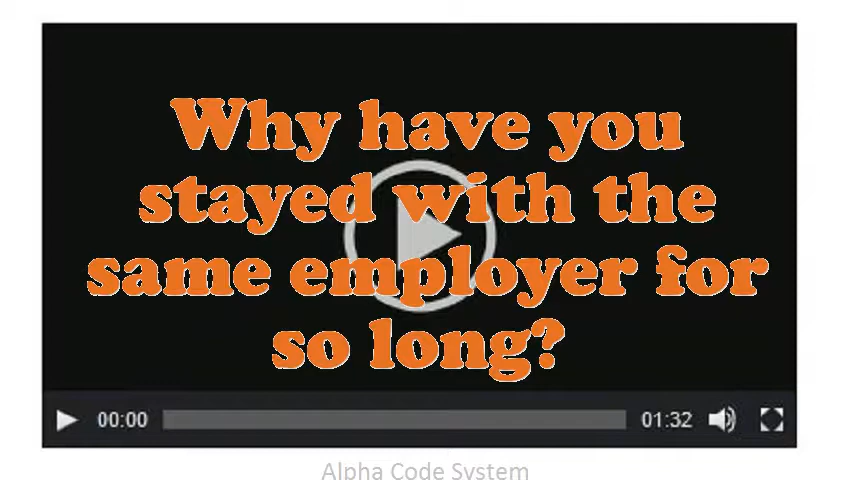 Why have you
stayed with the
same employer for
so long?
00:00 01:32
Alpha Code System